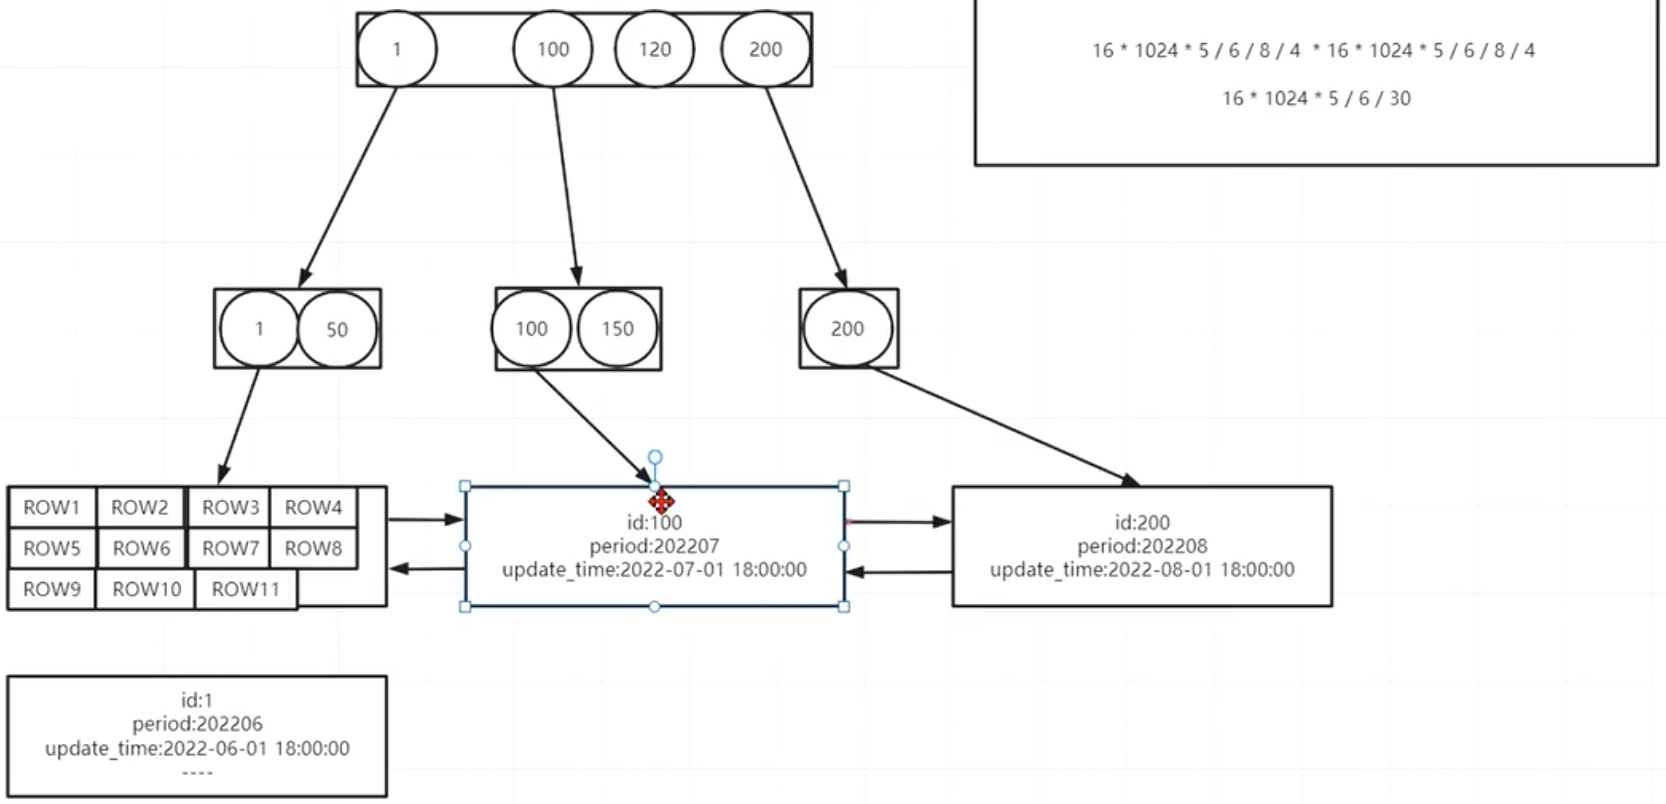 1 100 120 200
16 * 1024 * 5 / 6 / 8 / 4 * 16 * 1024 * 5 / 6 / 8 / 4
16 * 1024 * 5 / 6 / 30
1 50 100 150 200
ROW1 ROW2 ROW3 ROW4
ROW5 ROW6 ROW7 ROW8
ROW9 ROW10 ROW11
id:100
period:202207
update_time:2022-07-01 18:00:00
id:200
period:202208
update_time:2022-08-01 18:00:00
id:1
period:202206
update_time:2022-06-01 18:00:00
----